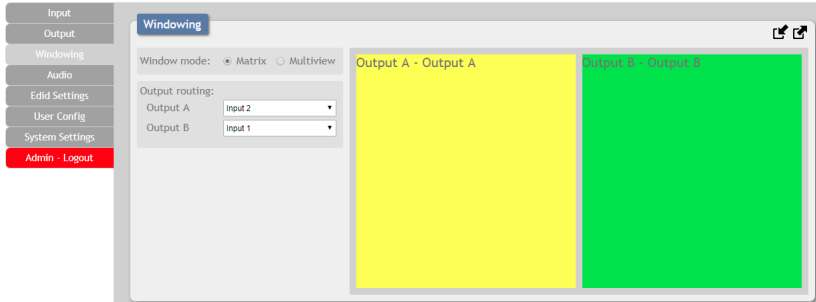 Input
Output
Windowing
Audio
Edid Settings
User Config
System Settings
Admin - Logout
Windowing
Window mode: Matrix Multiview
Output routing:
Output A Input 2
Output B Input 1
Output A - Output A
Output B - Output B